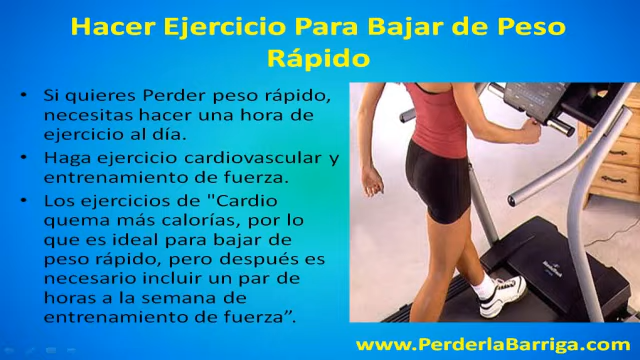 Hacer Ejercicio Para Bajar de Peso
Rápido
• Si quieres Perder peso rápido,
necesitas hacer una hora de
ejercicio al día.
• Haga ejercicio cardiovascular y
entrenamiento de fuerza.
• Los ejercicios de "Cardio
quema más calorías, por lo
que es ideal para bajar de
peso rápido, pero después es
necesario incluir un par de
horas a la semana de
entrenamiento de fuerza”.
www.PerderlaBarriga.com